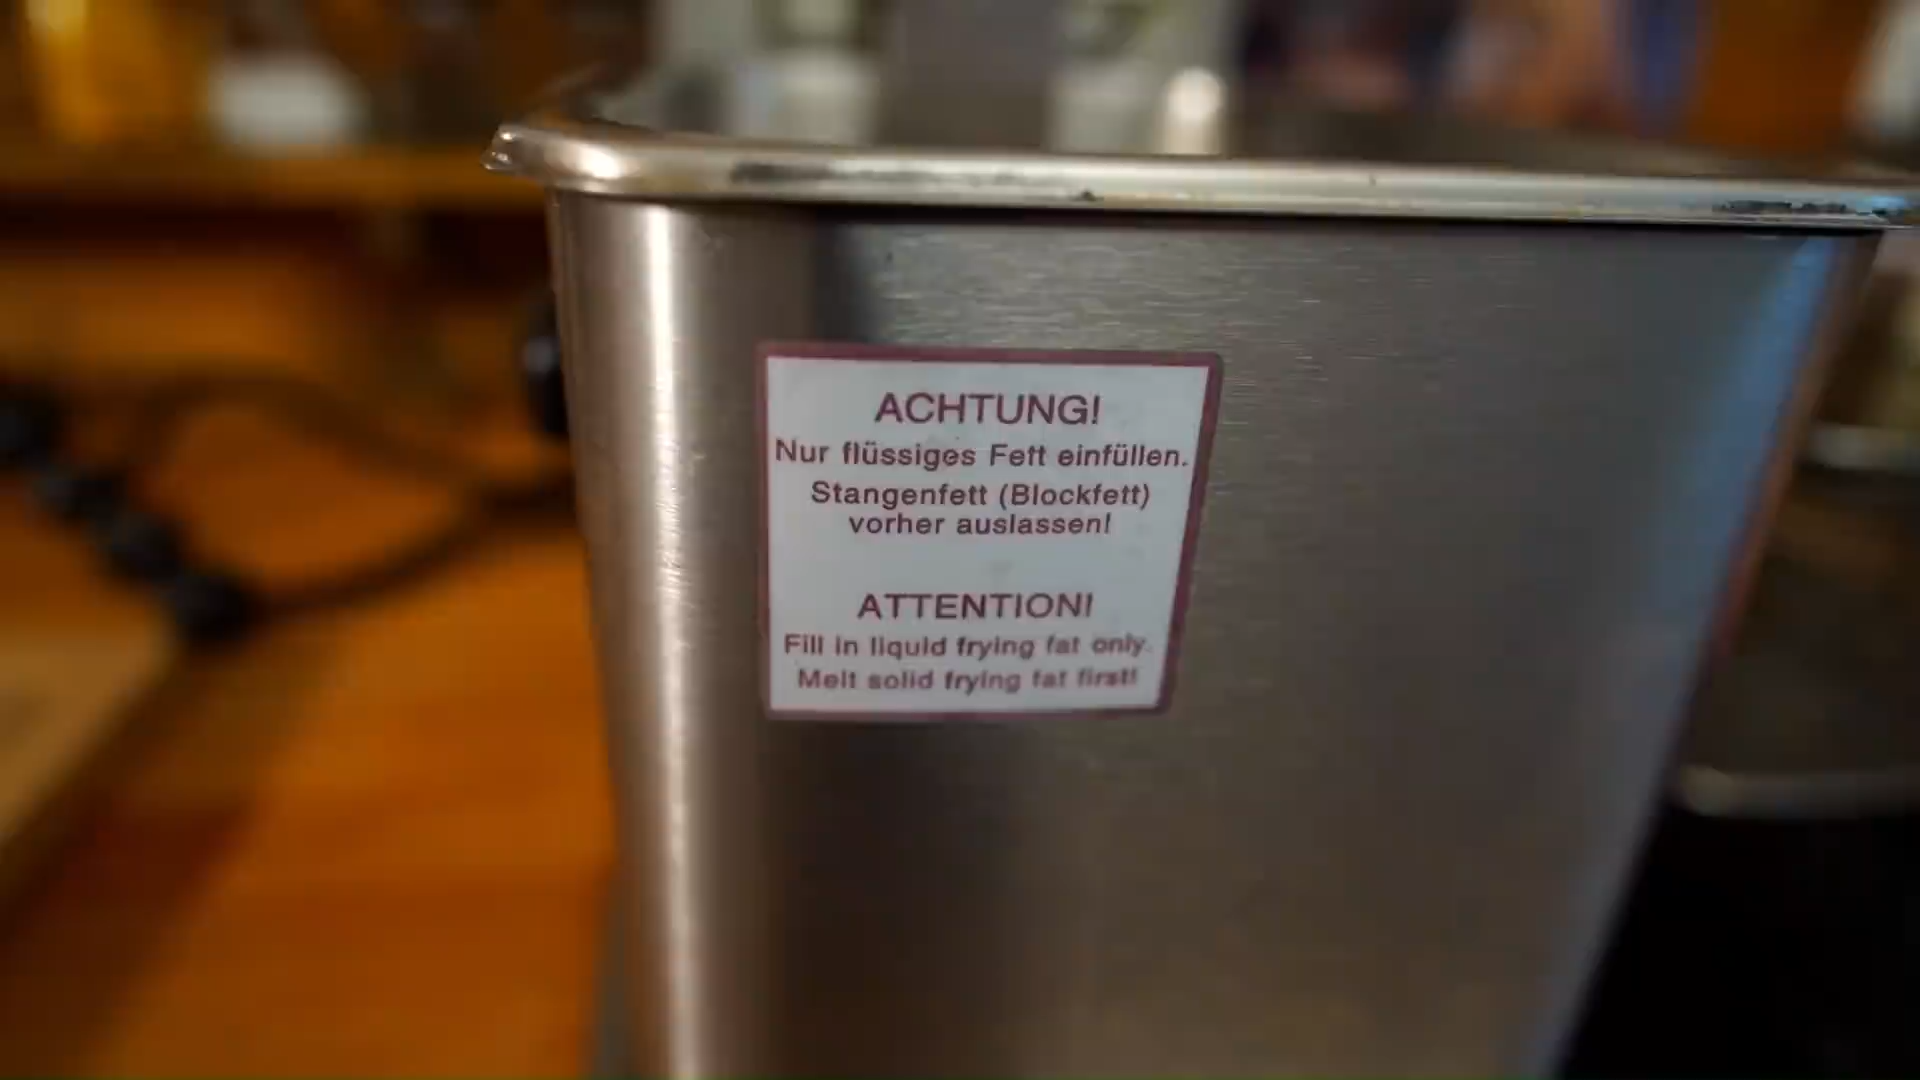 ACHTUNG!
Nur flüssiges Fett einfüllen.
Stangenfett (Blockfett)
vorher auslassen!
ATTENTION!
Fill in liquid frying fat only.
Melt solid frying fat first!